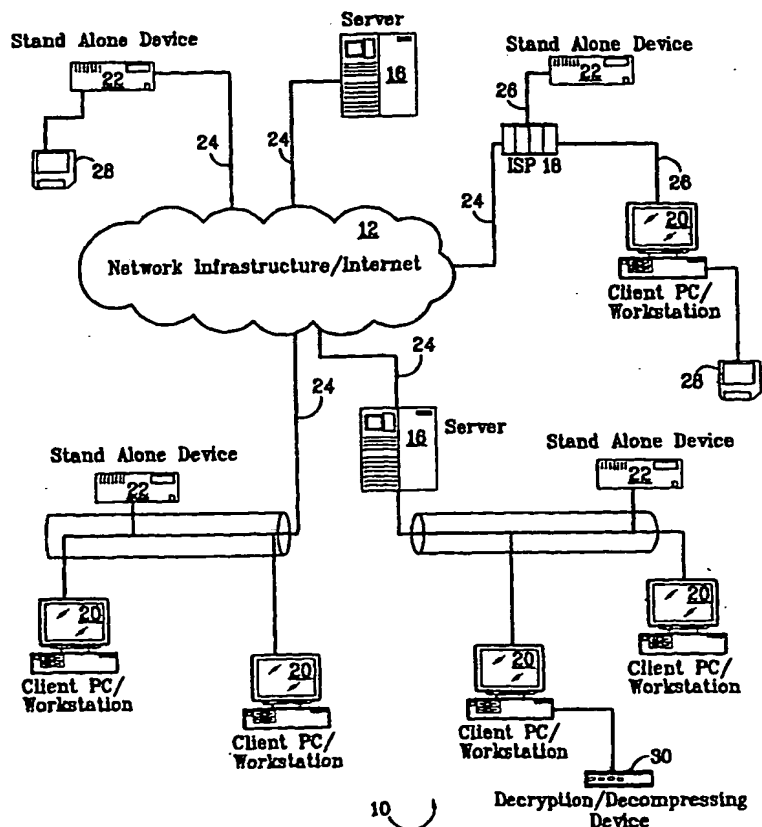 Server
Stand Alone Device
22
16
Stand Alone Device
22
26
28
24
24
ISP 18
24
26
12
Network Infrastructure/Internet
20
Client PC/
Workstation
24
28
24
16
Server
Stand Alone Device
22
Stand Alone Device
22
20
Client PC/
Workstation
20
Client PC/
Workstation
20
Client PC/
Workstation
20
Client PC/
Workstation
30
Decryption/Decompressing
Device
10